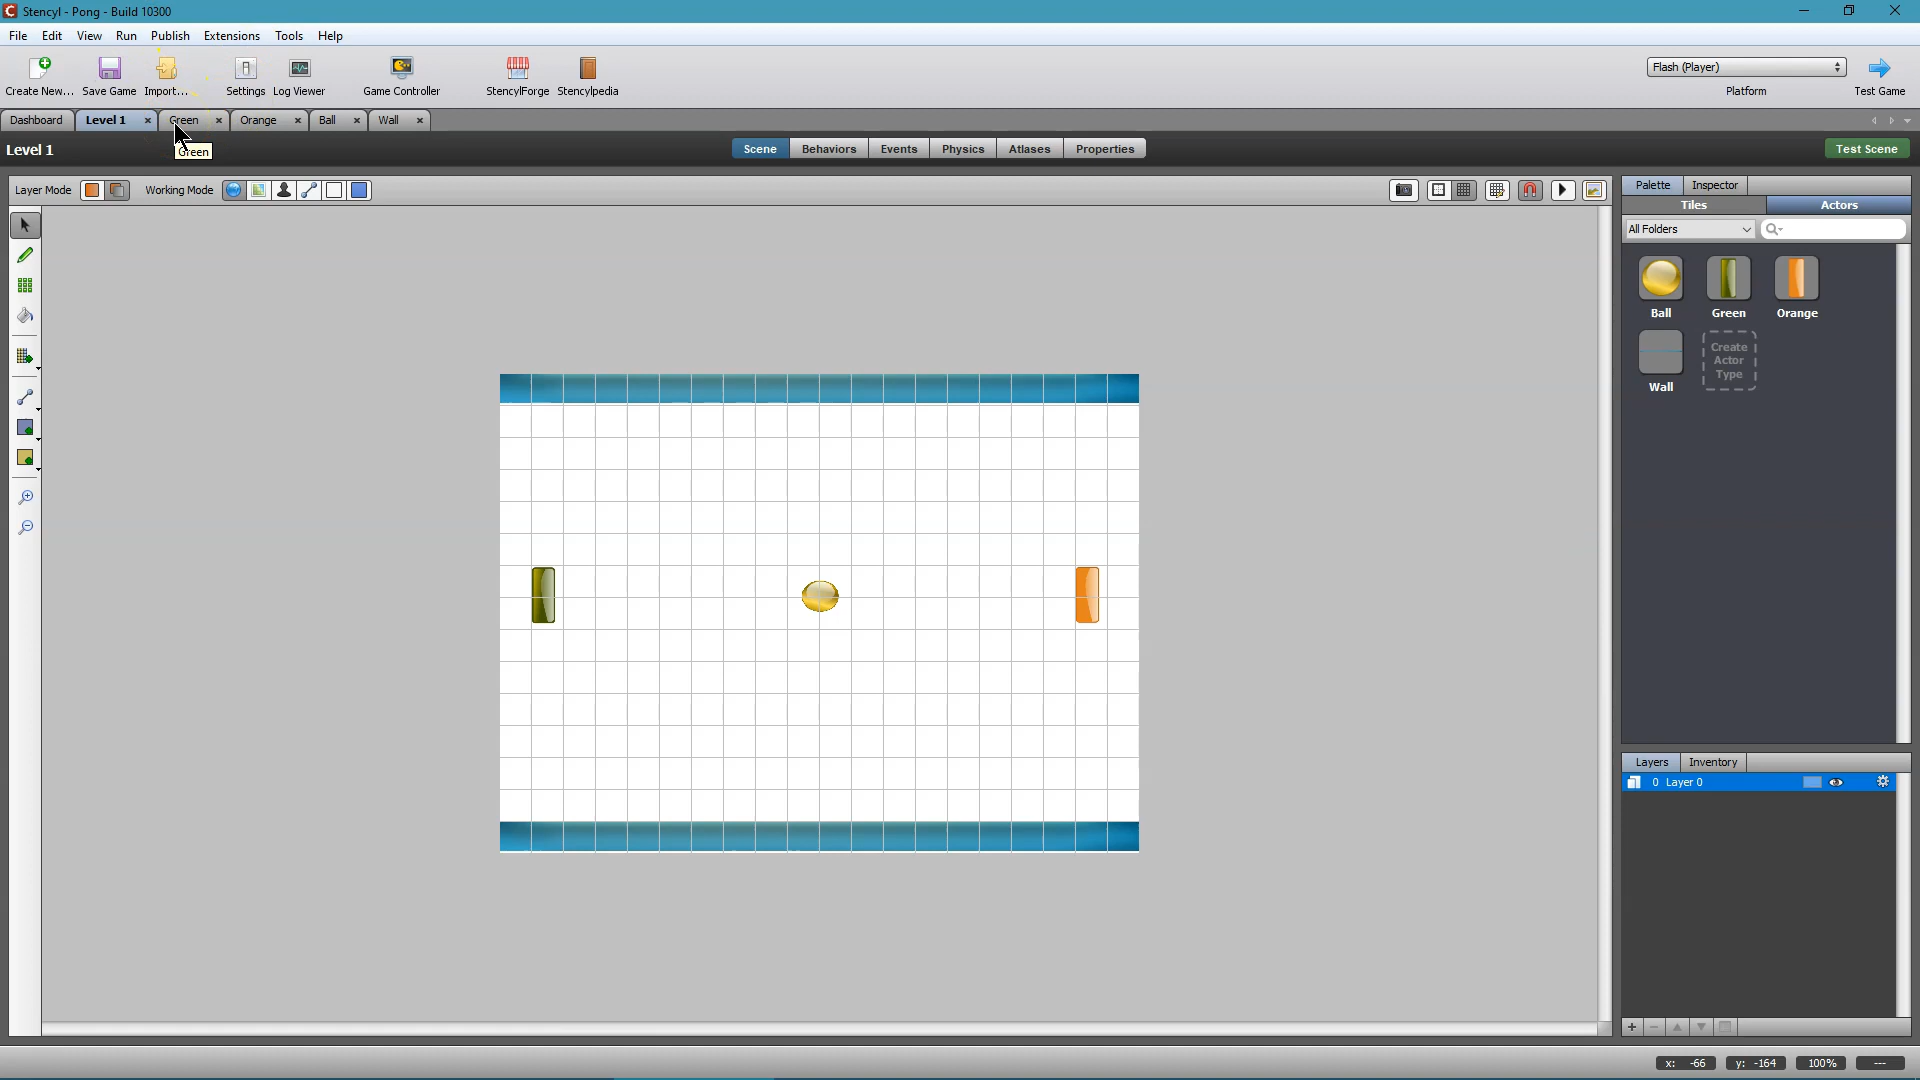 Stencyl - Pong - Build 10300
File Edit View Run Publish Extensions Tools Help
Create New... Save Game Import... Settings Log Viewer Game Controller StencylForge Stencylpedia
Flash (Player)
Platform
Test Game
Dashboard Level 1 Green Orange Ball Wall
Level 1
Green
Scene Behaviors Events Physics Atlases Properties
Test Scene
Layer Mode Working Mode
Palette Inspector
Tiles Actors
All Folders
Ball Green Orange
Create
Actor
Type
Wall
Layers Inventory
0 Layer 0
x: -66 y: -164 100% ---